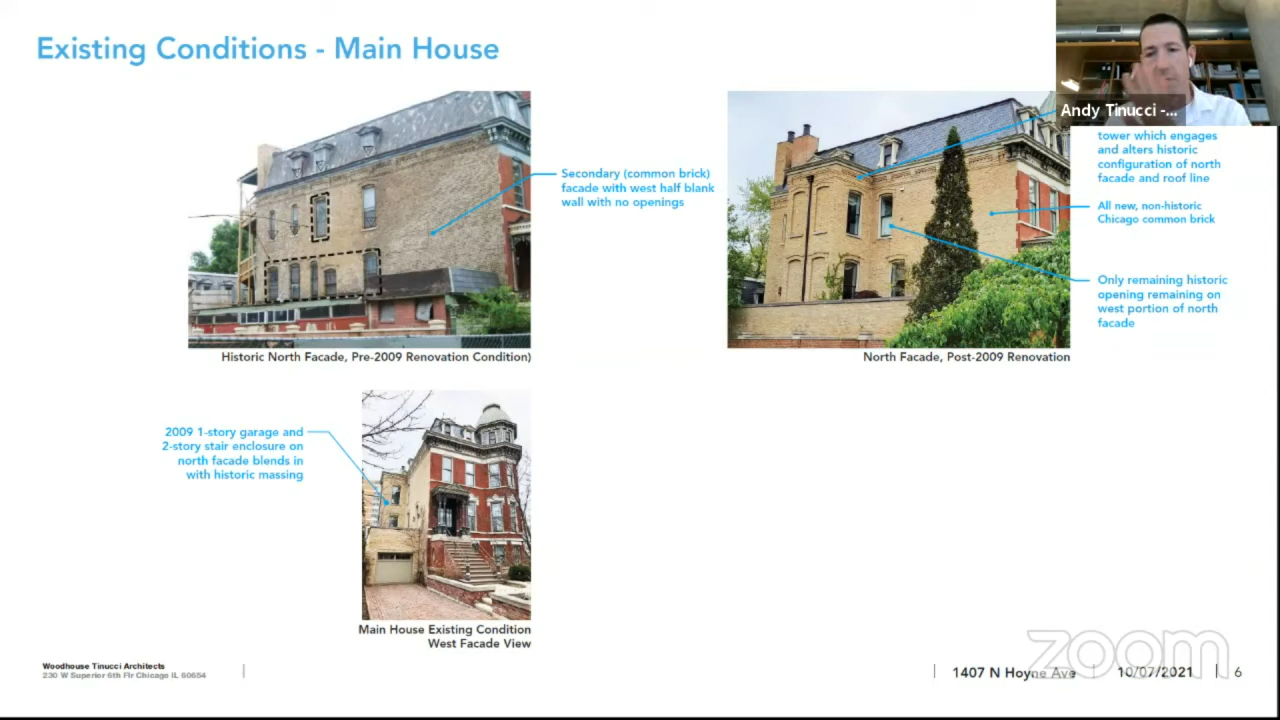 Existing Conditions - Main House
Andy Tinucci -...
Secondary (common brick)
facade with west half blank
wall with no openings
tower which engages
and alters historic
configuration of north
facade and roof line
All new, non-historic
Chicago common brick
Only remaining historic
opening remaining on
west portion of north
facade
Historic North Facade, Pre-2009 Renovation Condition)
North Facade, Post-2009 Renovation
2009 1-story garage and
2-story stair enclosure on
north facade blends in
with historic massing
Main House Existing Condition
West Facade View
zoom
Woodhouse Tinucci Architects
230 W Superior 6th Flr Chicago IL 60654
1407 N Hoyne Ave
10/07/2021
6